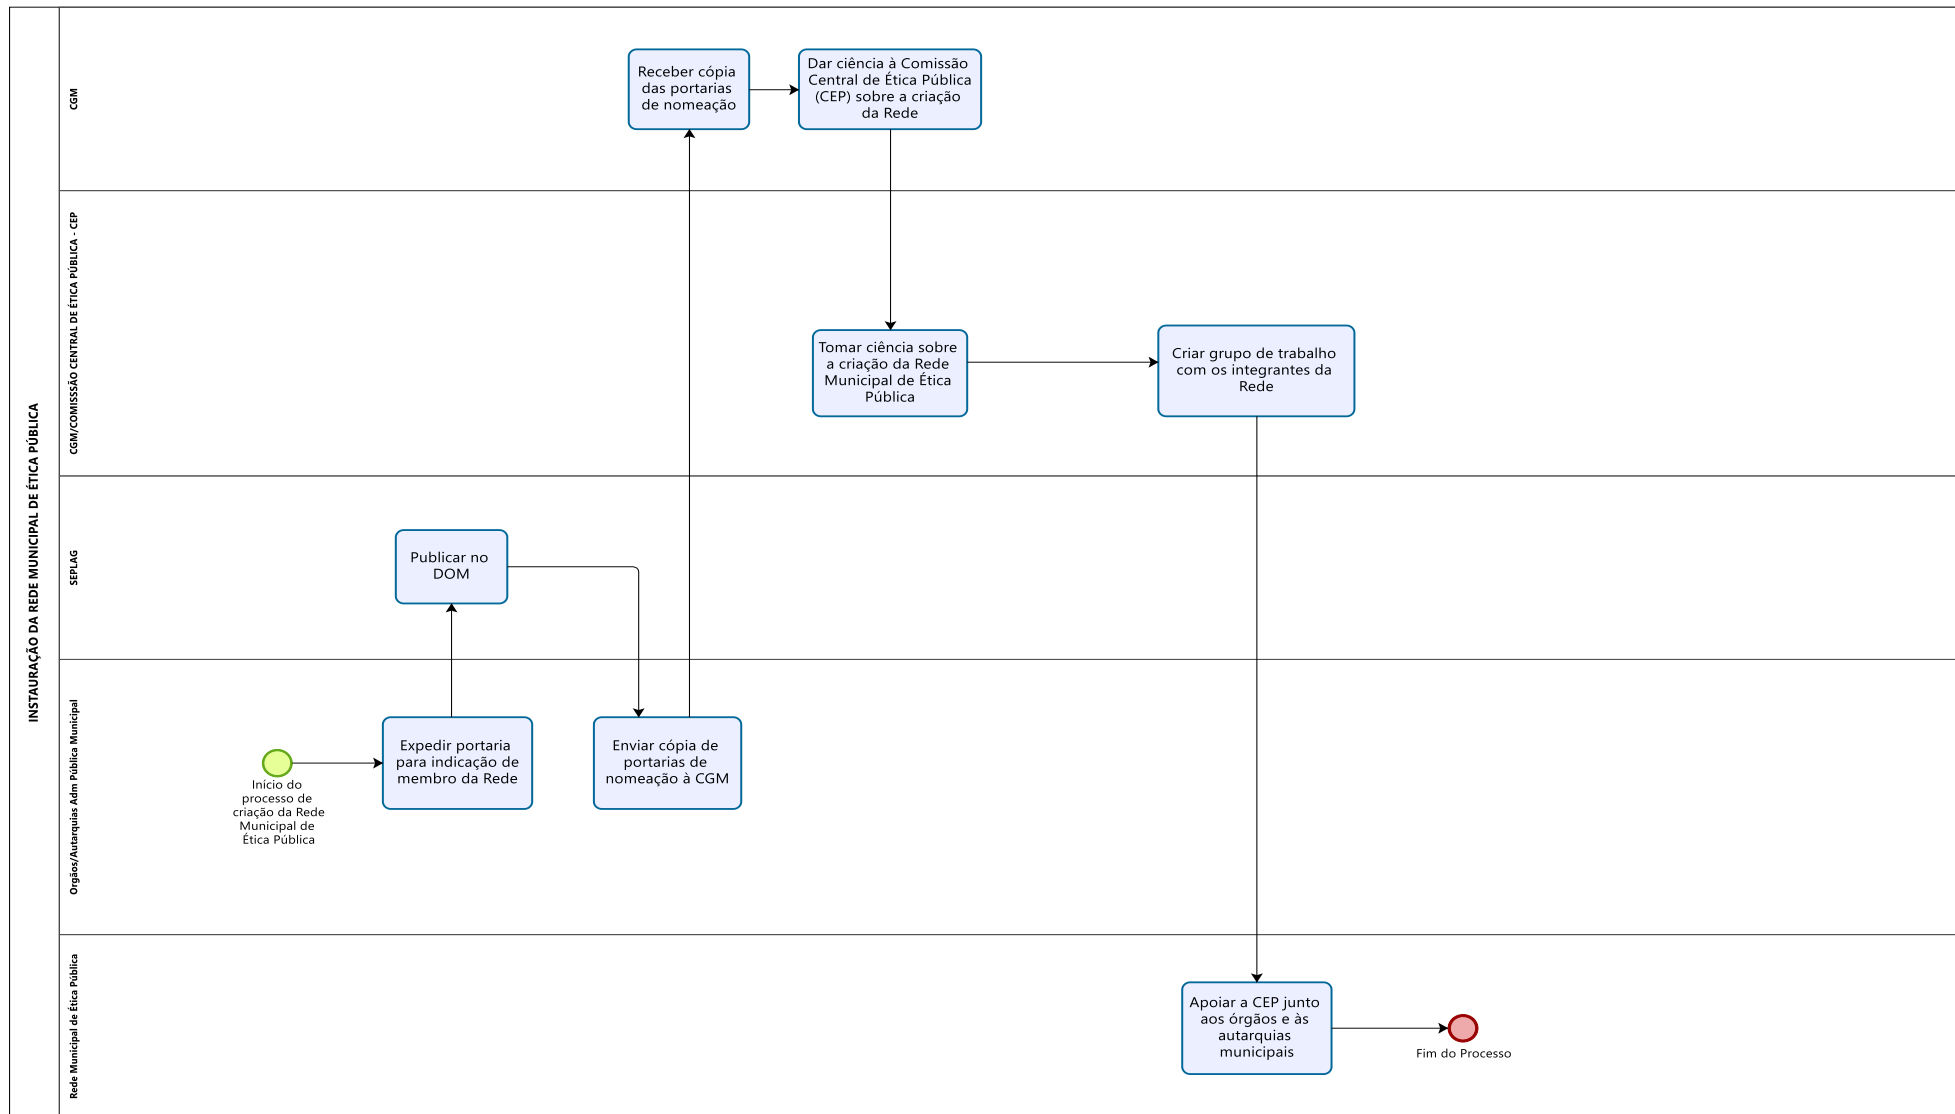 INSTAURAÇÃO DA REDE MUNICIPAL DE ÉTICA PÚBLICA
CGM
Receber cópia
das portarias
de nomeação
Dar ciência à Comissão
Central de Ética Pública
(CEP) sobre a criação
da Rede
CGM/COMISSSÃO CENTRAL DE ÉTICA PÚBLICA - CEP
Tomar ciência sobre
a criação da Rede
Municipal de Ética
Pública
Criar grupo de trabalho
com os integrantes da
Rede
SEPLAG
Publicar no
DOM
Orgãos/Autarquias Adm Pública Municipal
Início do
processo de
criação da Rede
Municipal de
Ética Pública
Expedir portaria
para indicação de
membro da Rede
Enviar cópia de
portarias de
nomeação à CGM
Rede Municipal de Ética Pública
Apoiar a CEP junto
aos órgãos e às
autarquias
municipais
Fim do Processo